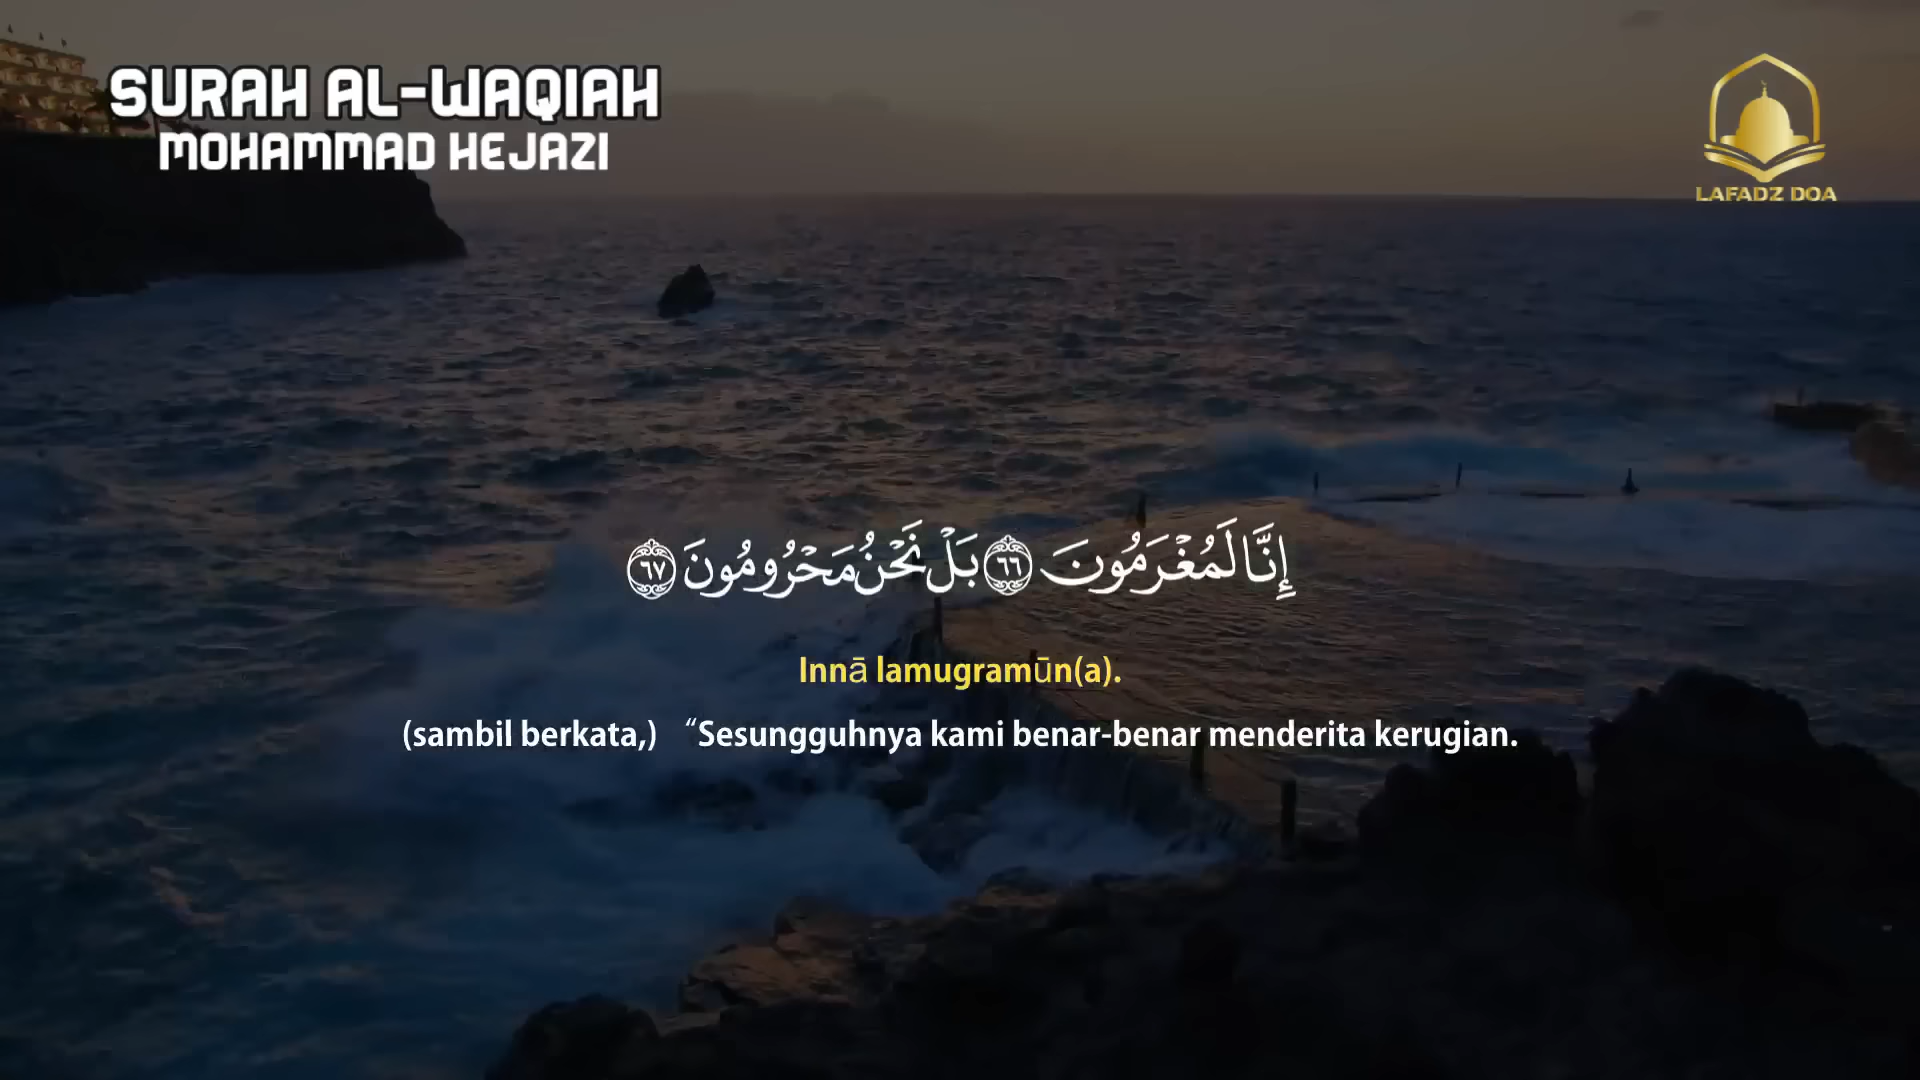 SURAH AL-WAQIAH
MOHAMMAD HEJAZI
LAFADZ DOA
إِنَّا لَمُغْرَمُونَ ٦٦ بَلْ نَحْنُ مَحْرُومُونَ ٦٧
Innā lamugramūn(a).
(sambil berkata,) “Sesungguhnya kami benar-benar menderita kerugian.